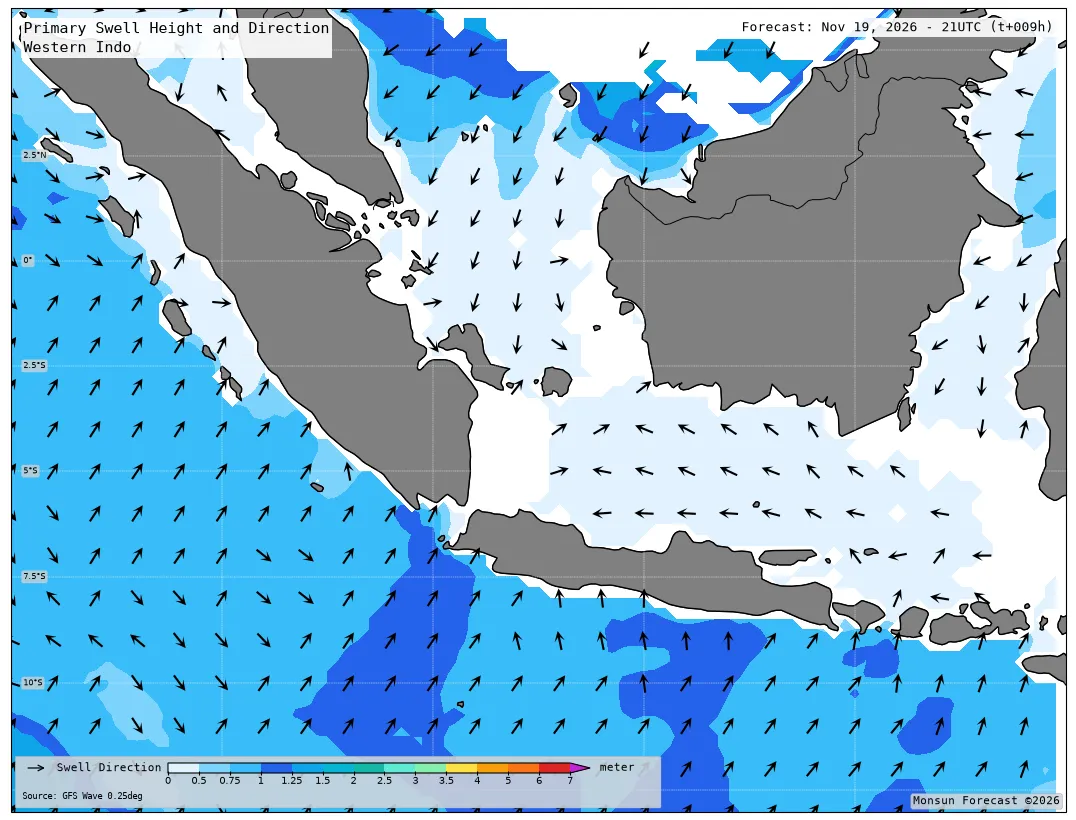 Primary Swell Height and Direction
Western Indo
Forecast: Nov 19, 2026 - 21UTC (t+009h)
2.5°N
0°
2.5°S
5°S
7.5°S
10°S
Swell Direction
0 0.5 0.75 1 1.25 1.5 2 2.5 3 3.5 4 5 6 7
meter
Source: GFS Wave 0.25deg
Monsun Forecast ©2026